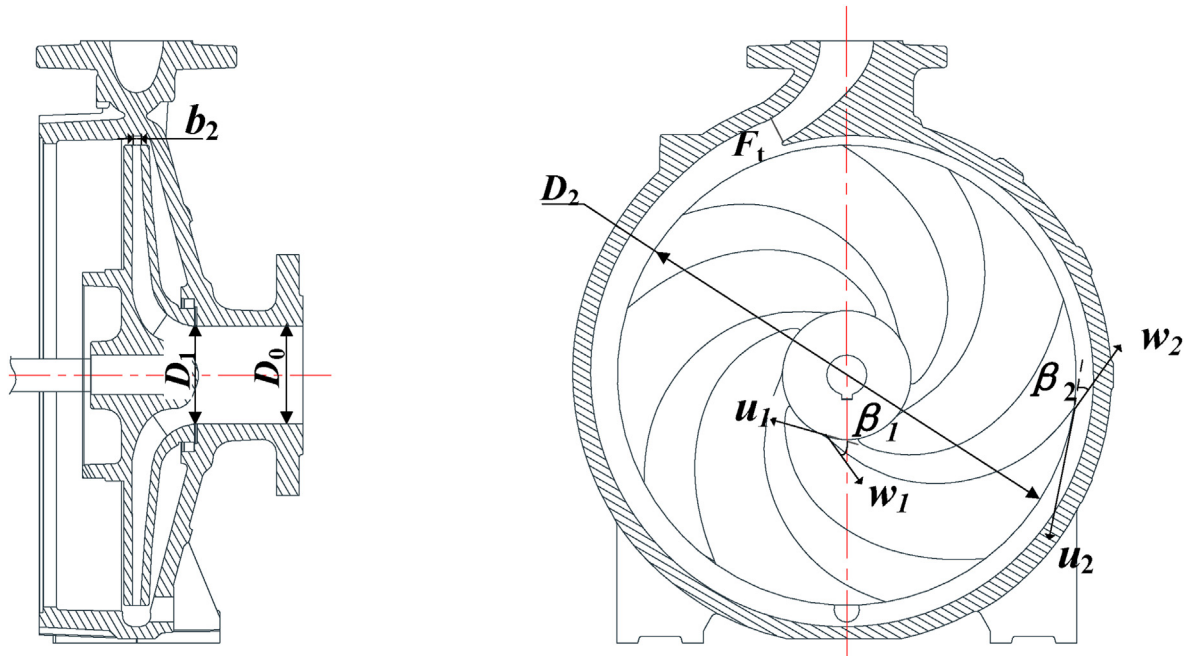 b₂
D₁
D₀
Fₜ
D₂
w₂
β₂
u₁
β₁
w₁
u₂